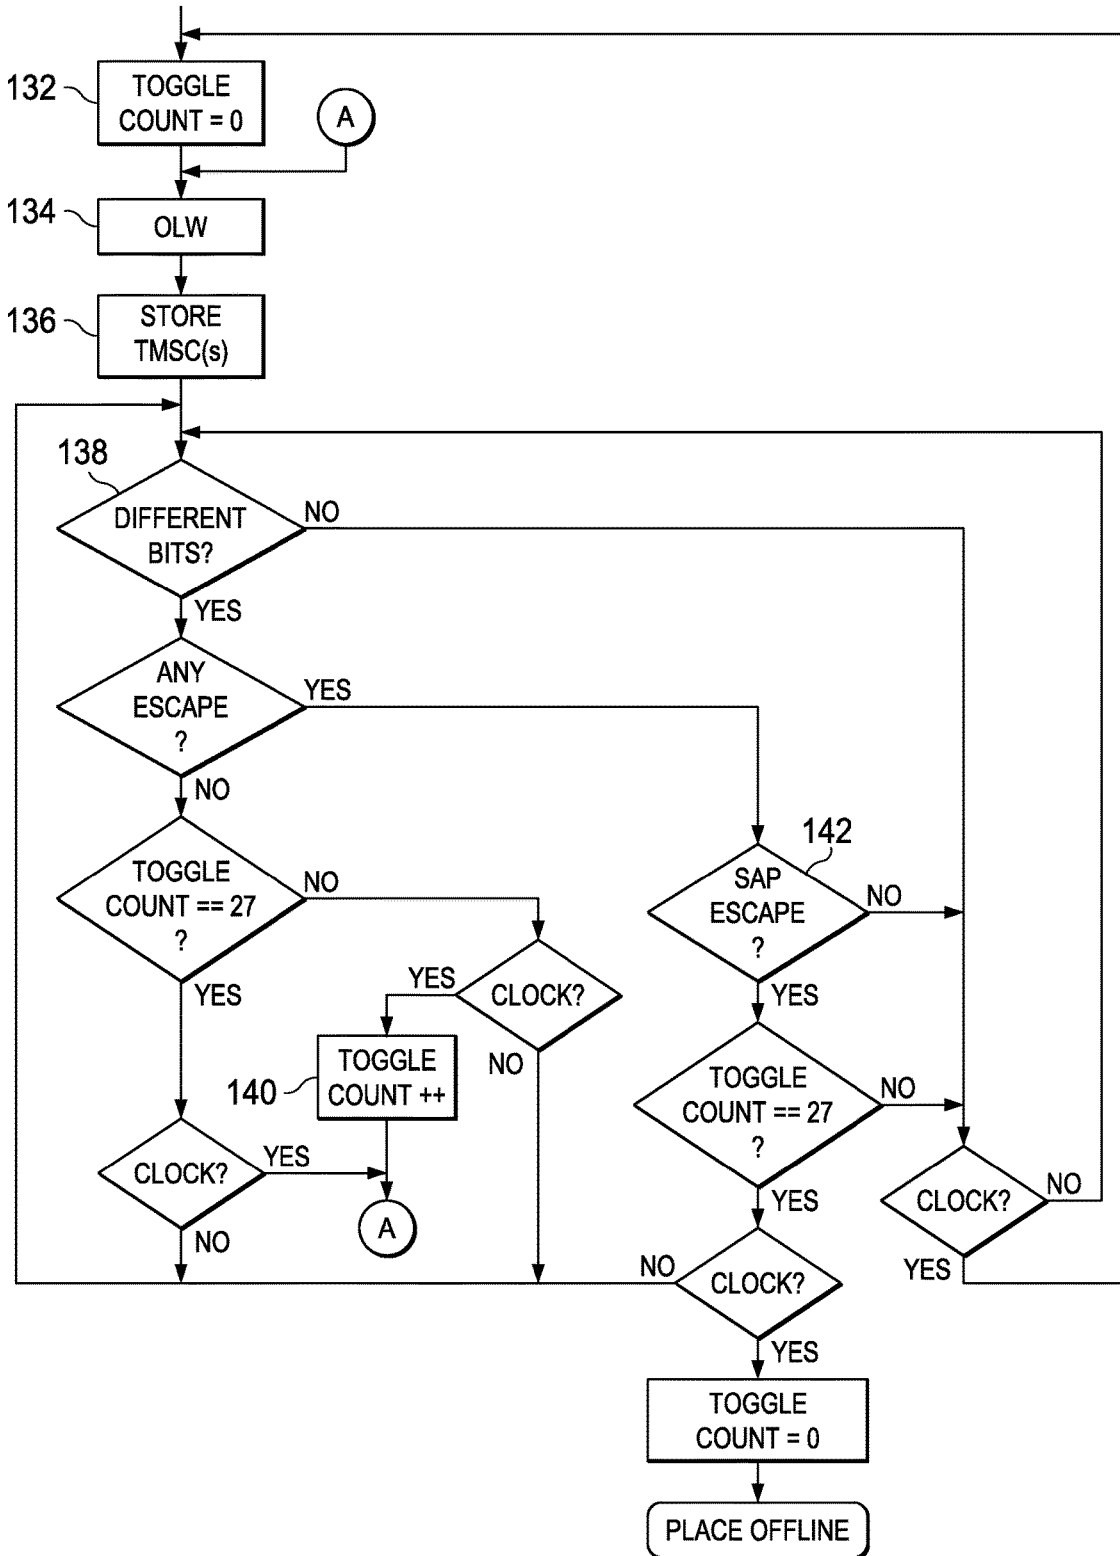 132
TOGGLE
COUNT = 0
A
134
OLW
136
STORE
TMSC(s)
138
DIFFERENT
BITS?
NO
YES
ANY
ESCAPE
?
YES
NO
TOGGLE
COUNT == 27
?
NO
YES
142
SAP
ESCAPE
?
NO
YES
CLOCK?
YES
NO
140
TOGGLE
COUNT ++
TOGGLE
COUNT == 27
?
NO
YES
CLOCK?
YES
NO
A
CLOCK?
NO
YES
CLOCK?
NO
YES
TOGGLE
COUNT = 0
PLACE OFFLINE